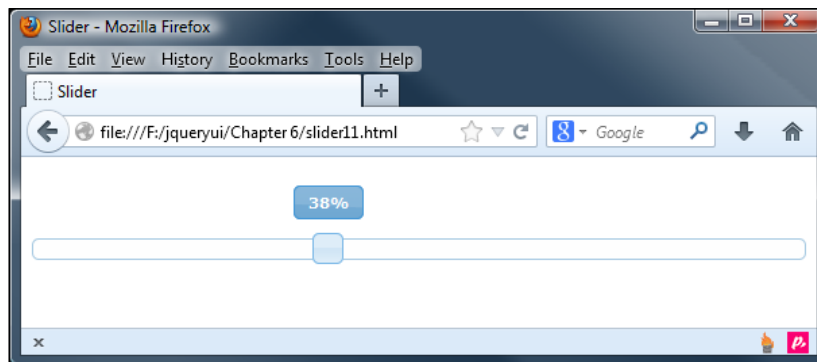 Slider - Mozilla Firefox
File Edit View History Bookmarks Tools Help
Slider
file:///F:/jqueryui/Chapter 6/slider11.html 8 Google
38%
p,